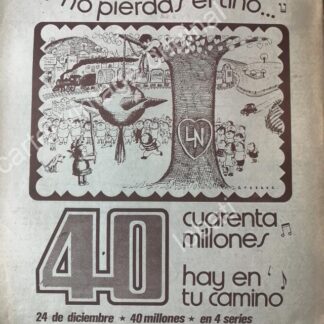 no pierdas el tino...
LN
40
cuarenta
millones
hay en
tu camino
24 de diciembre ★ 40 millones ★ en 4 series